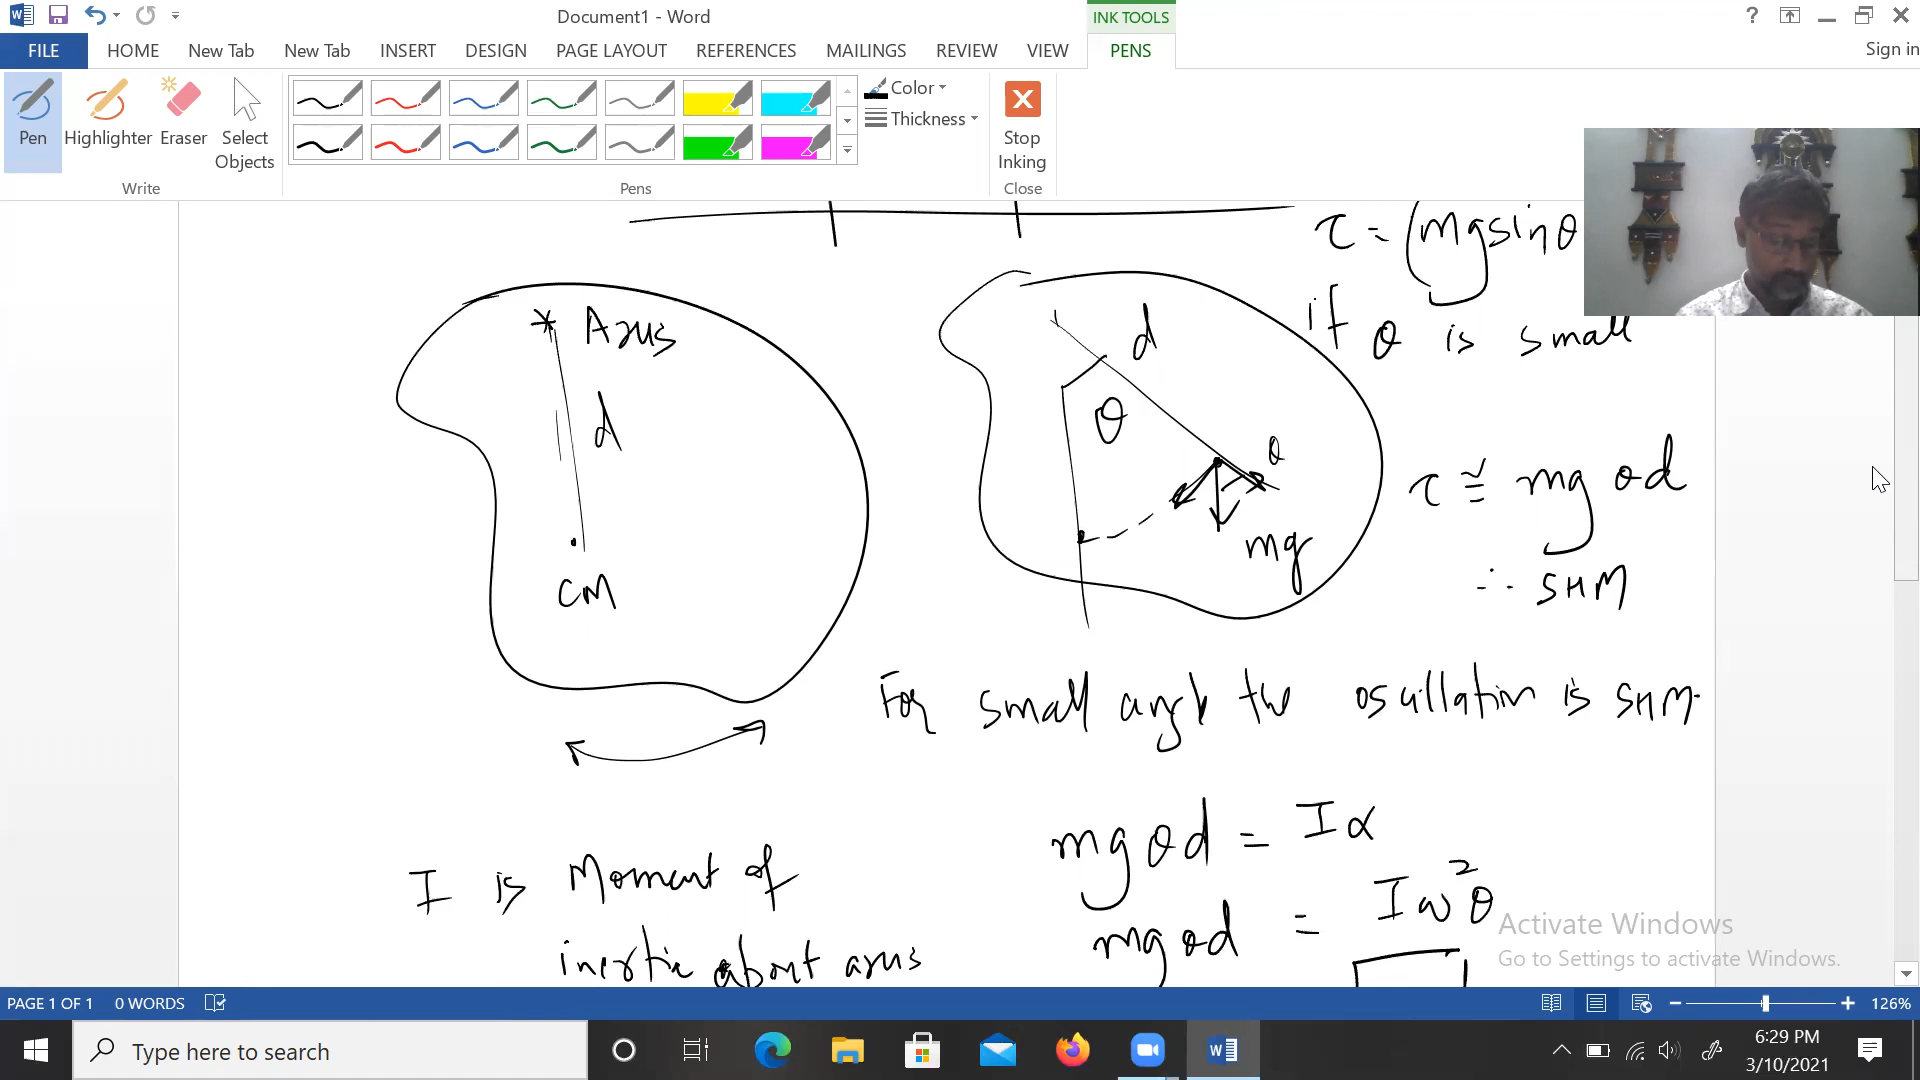 Document1 - Word
INK TOOLS
?
FILE HOME New Tab New Tab INSERT DESIGN PAGE LAYOUT REFERENCES MAILINGS REVIEW VIEW PENS
Sign in
Pen Highlighter Eraser Select Objects
Color
Thickness
Stop Inking
Write Pens Close
τ = (mg sin θ
if θ is small
Axis
d
CM
d
θ
θ
mg
τ ≅ mg θd
∴ SHM
For small angle the oscillation is SHM.
mg θd = Iα
mg θd = Iω²θ
I is Moment of
inertia about axis
Activate Windows
Go to Settings to activate Windows.
PAGE 1 OF 1 0 WORDS
126%
Type here to search
6:29 PM
3/10/2021